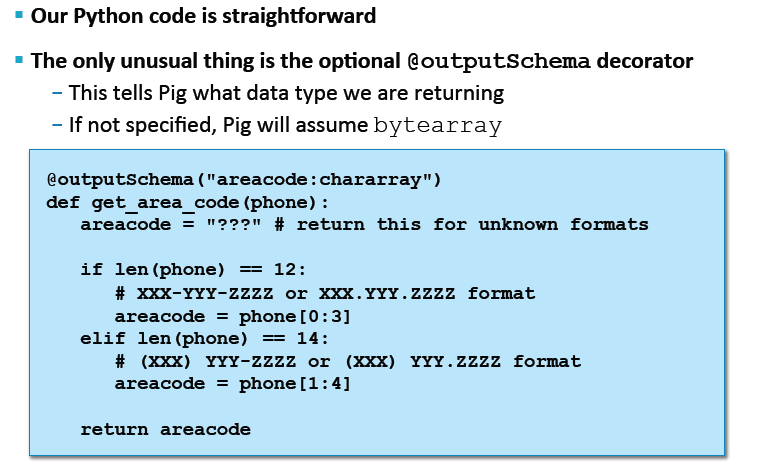 ▪ Our Python code is straightforward
▪ The only unusual thing is the optional @outputSchema decorator
– This tells Pig what data type we are returning
– If not specified, Pig will assume bytearray
@outputSchema("areacode:chararray")
def get_area_code(phone):
   areacode = "???" # return this for unknown formats

   if len(phone) == 12:
      # XXX-YYY-ZZZZ or XXX.YYY.ZZZZ format
      areacode = phone[0:3]
   elif len(phone) == 14:
      # (XXX) YYY-ZZZZ or (XXX) YYY.ZZZZ format
      areacode = phone[1:4]

   return areacode